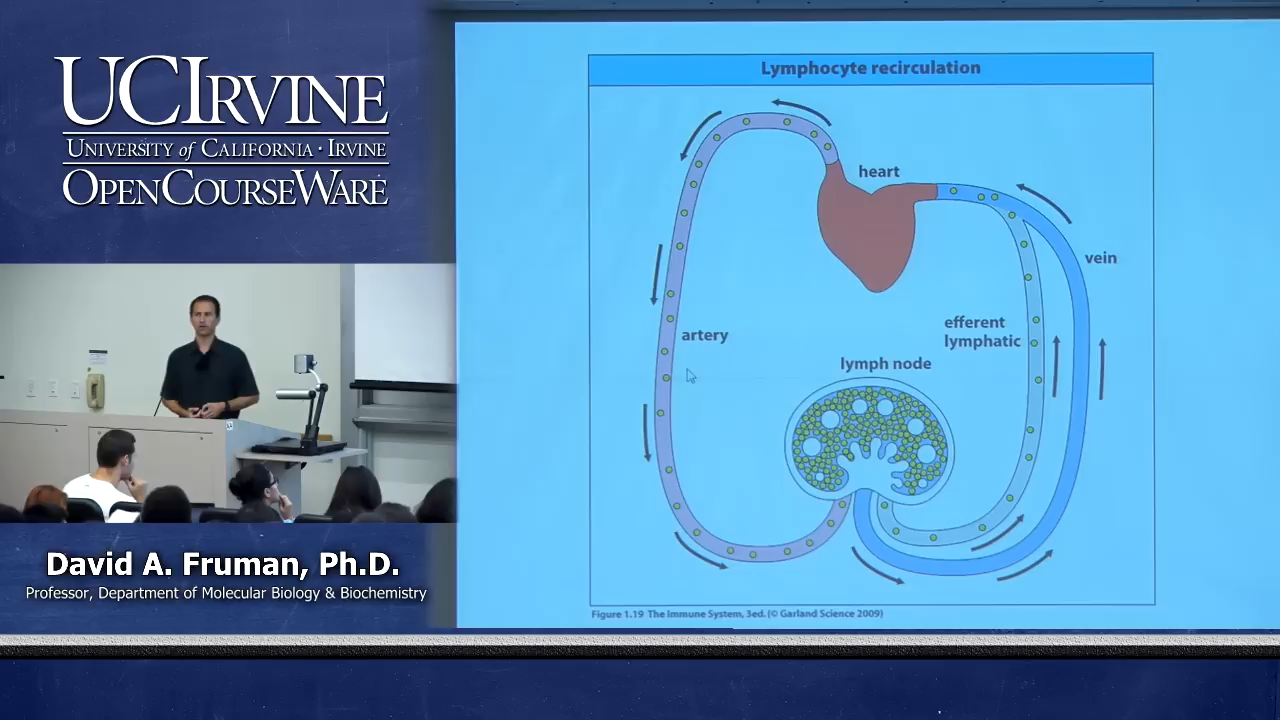 UCIRVINE
UNIVERSITY of CALIFORNIA · IRVINE
OPENCOURSEWARE
David A. Fruman, Ph.D.
Professor, Department of Molecular Biology & Biochemistry
Lymphocyte recirculation
heart
vein
artery
efferent
lymphatic
lymph node
Figure 1.19 The Immune System, 3ed. (© Garland Science 2009)